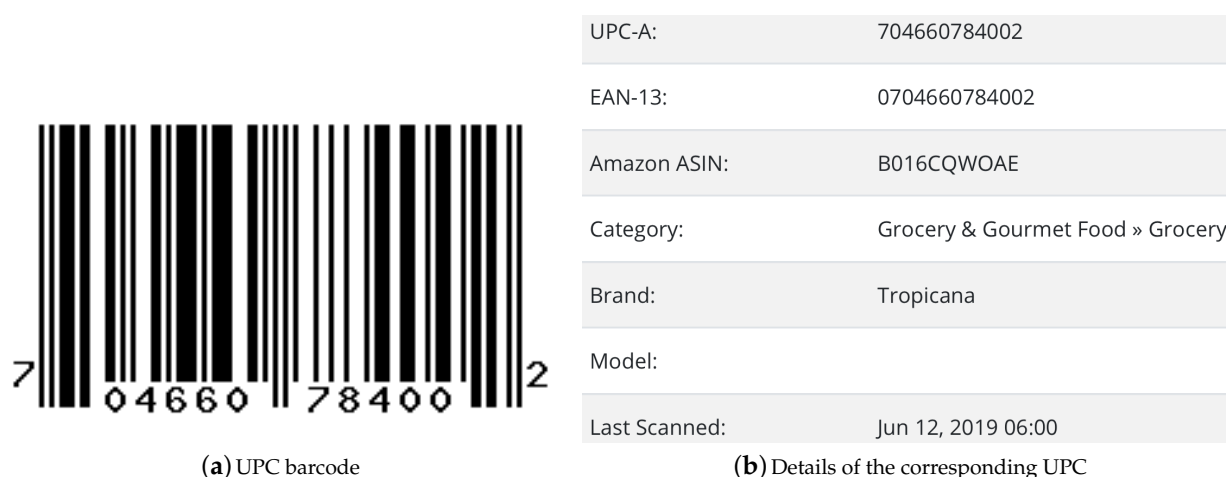 7 04660 78400 2
(a) UPC barcode
UPC-A: 704660784002
EAN-13: 0704660784002
Amazon ASIN: B016CQWOAE
Category: Grocery & Gourmet Food » Grocery
Brand: Tropicana
Model:
Last Scanned: Jun 12, 2019 06:00
(b) Details of the corresponding UPC